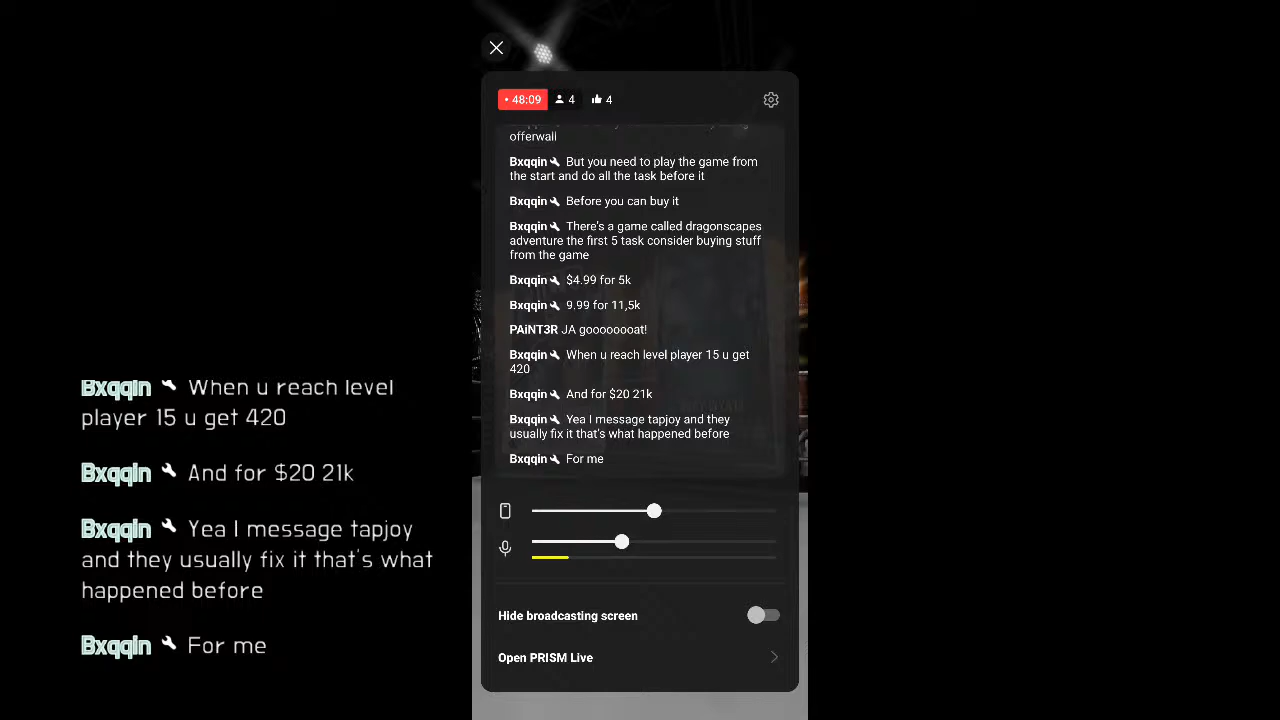 48:09 4 4
offerwall
Bxqqin But you need to play the game from
the start and do all the task before it
Bxqqin Before you can buy it
Bxqqin There's a game called dragonscapes
adventure the first 5 task consider buying stuff
from the game
Bxqqin $4.99 for 5k
Bxqqin 9.99 for 11,5k
PAiNT3R JA goooooooat!
Bxqqin When u reach level player 15 u get
420
Bxqqin And for $20 21k
Bxqqin Yea I message tapjoy and they
usually fix it that's what happened before
Bxqqin For me
Hide broadcasting screen
Open PRISM Live
Bxqqin When u reach level
player 15 u get 420
Bxqqin And for $20 21k
Bxqqin Yea I message tapjoy
and they usually fix it that's what
happened before
Bxqqin For me